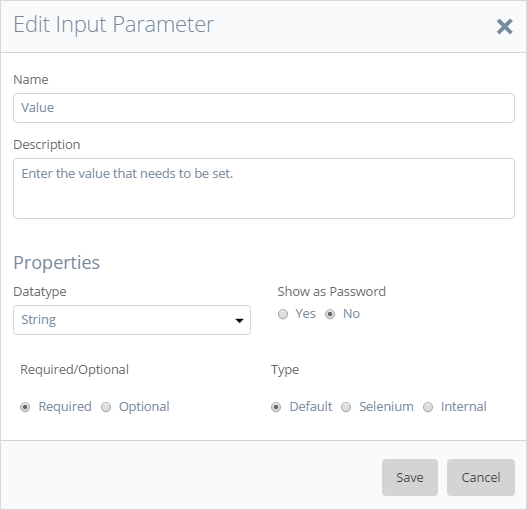 Edit Input Parameter
Name
Value
Description
Enter the value that needs to be set.
Properties
Datatype Show as Password
String Yes No
Required/Optional Type
Required Optional Default Selenium Internal
Save Cancel